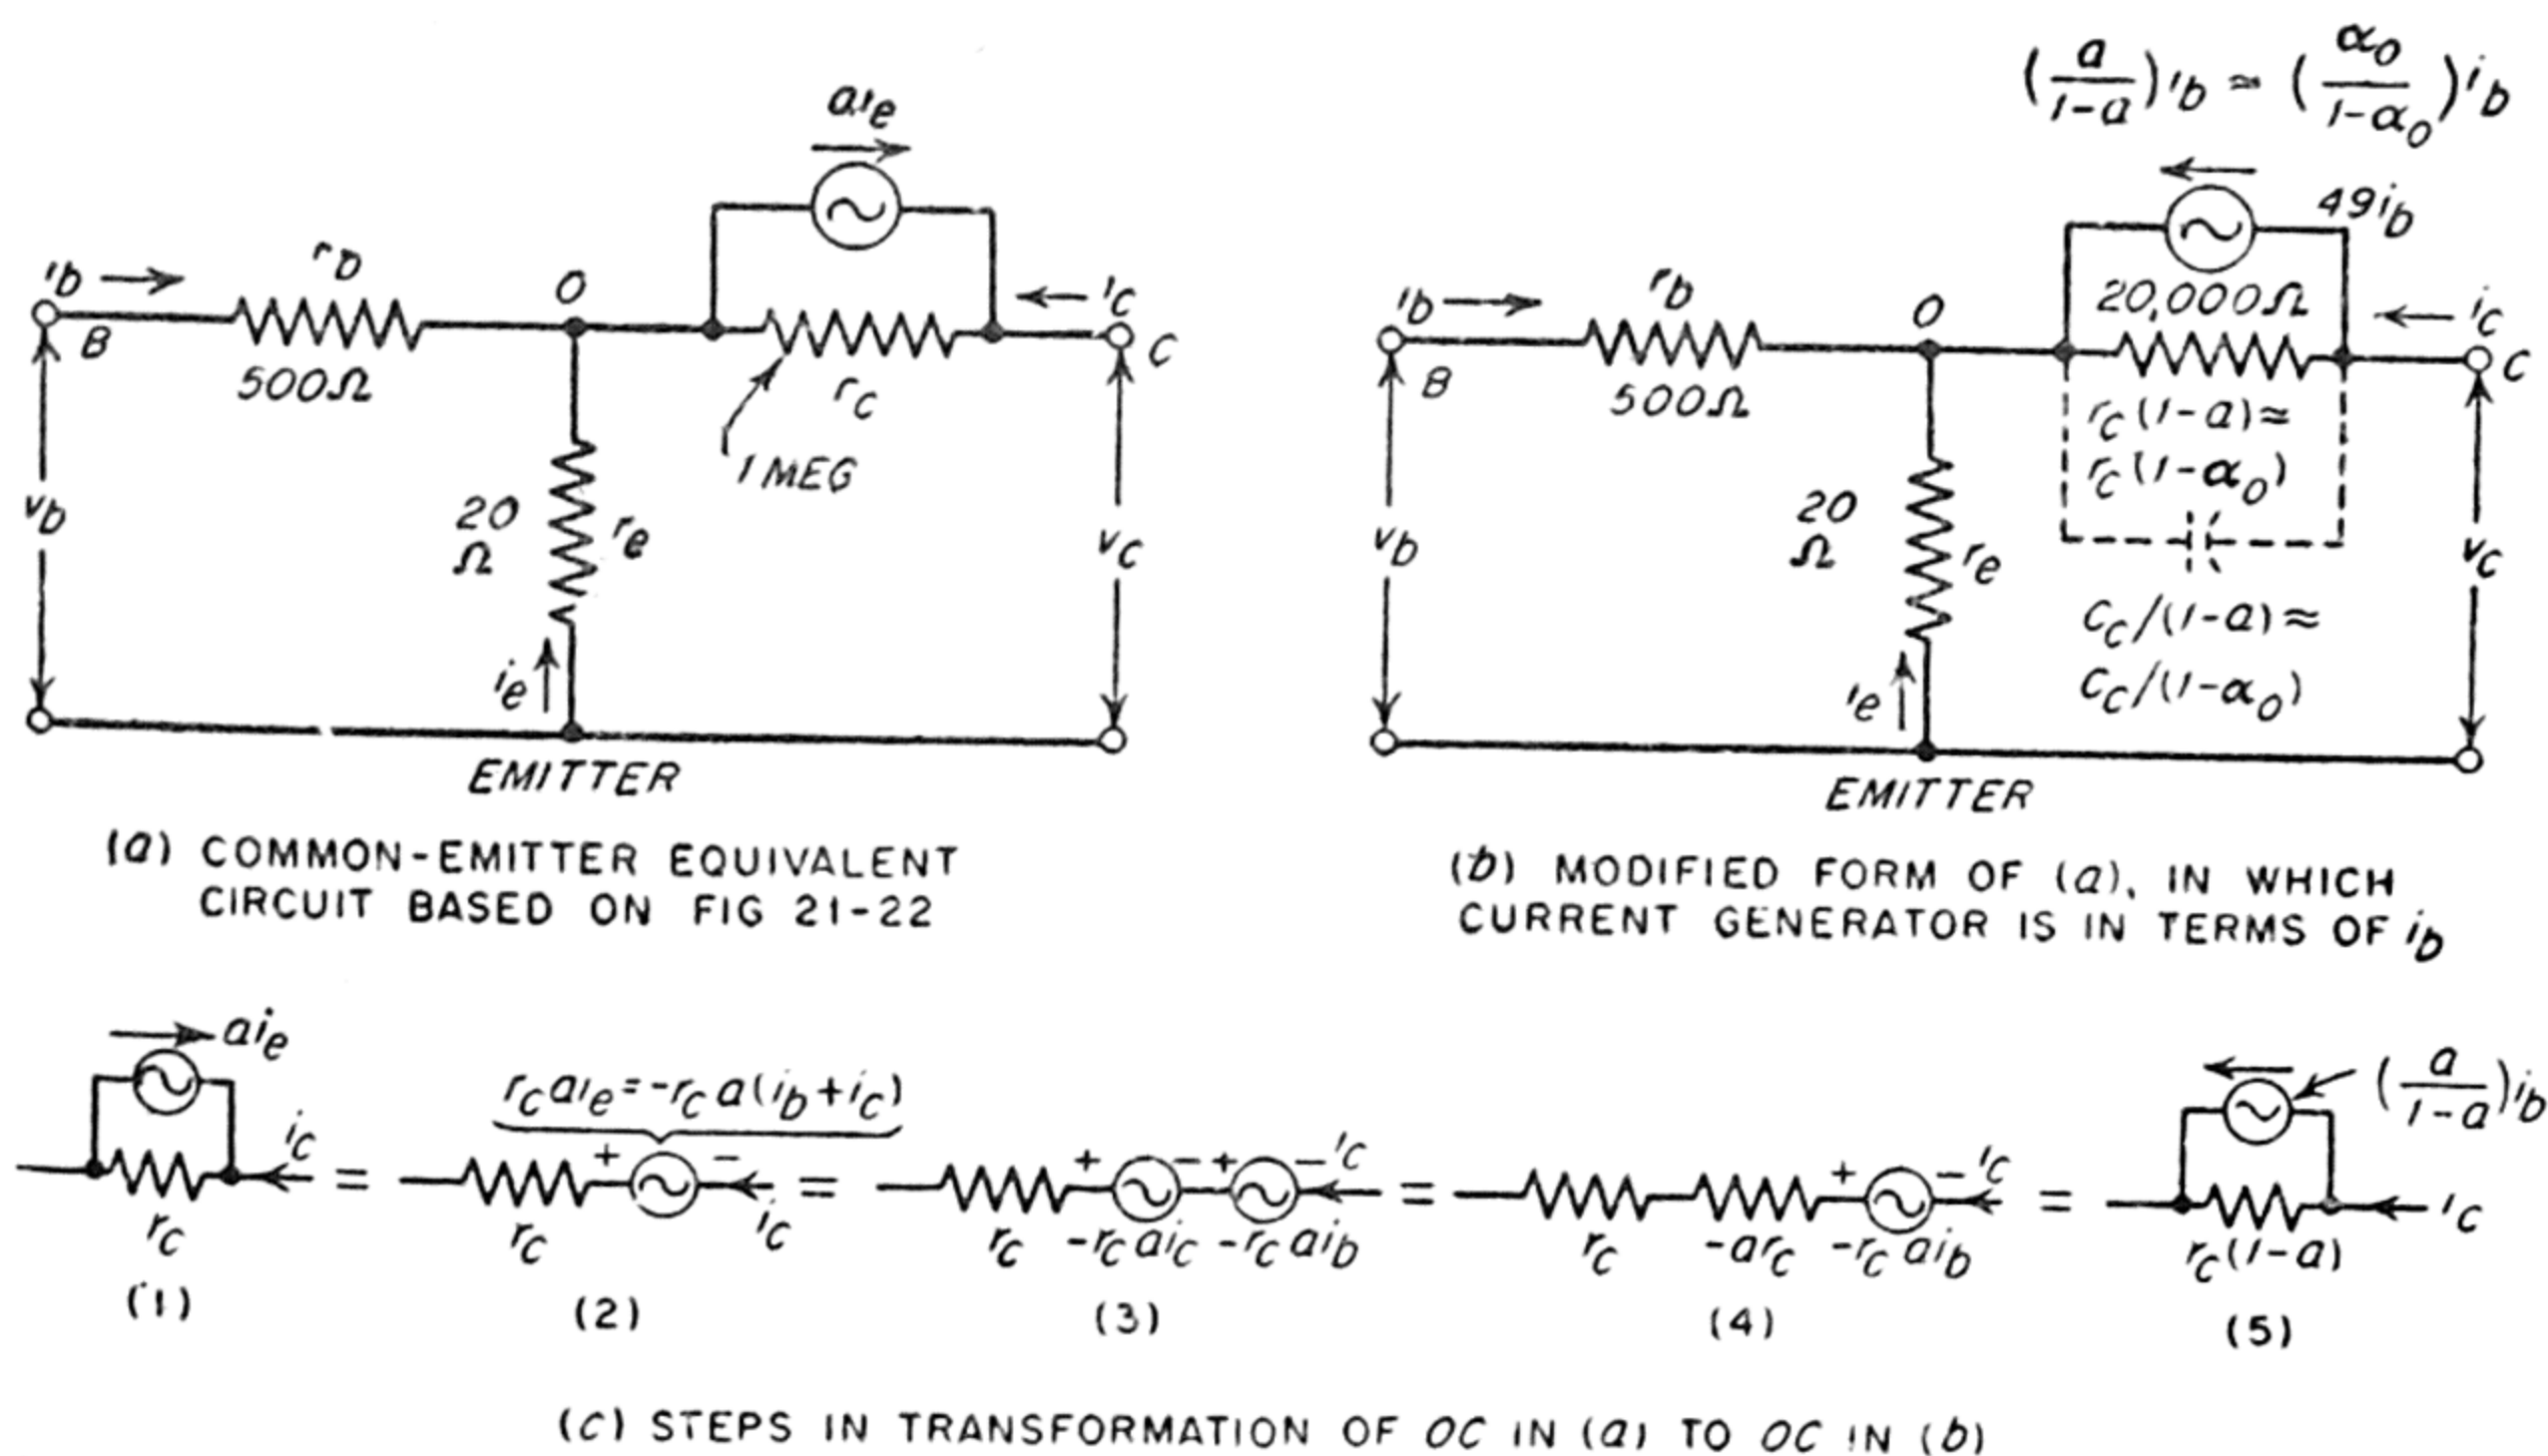 (a/1-a) ib ≈ (α₀/1-α₀) ib
aie
ib
rb
O
ic
B
500Ω
rc
C
1 MEG
vb
20
Ω
re
vc
ie
EMITTER
(a) COMMON-EMITTER EQUIVALENT
CIRCUIT BASED ON FIG 21-22
49ib
ib
rb
O
20,000Ω
ic
B
500Ω
C
rc(1-a)≈
rc(1-α₀)
vb
20
Ω
re
vc
Cc/(1-a)≈
Cc/(1-α₀)
ie
EMITTER
(b) MODIFIED FORM OF (a), IN WHICH
CURRENT GENERATOR IS IN TERMS OF ib
aie
ic
=
rc
(1)
rc aie=-rc a(ib+ic)
+ -
=
rc
ic
(2)
+ - + -
ic
=
rc -rc aic -rc aib
(3)
+ -
ic
=
rc -arc -rc aib
(4)
(a/1-a) ib
ic
rc(1-a)
(5)
(c) STEPS IN TRANSFORMATION OF OC IN (a) TO OC IN (b)